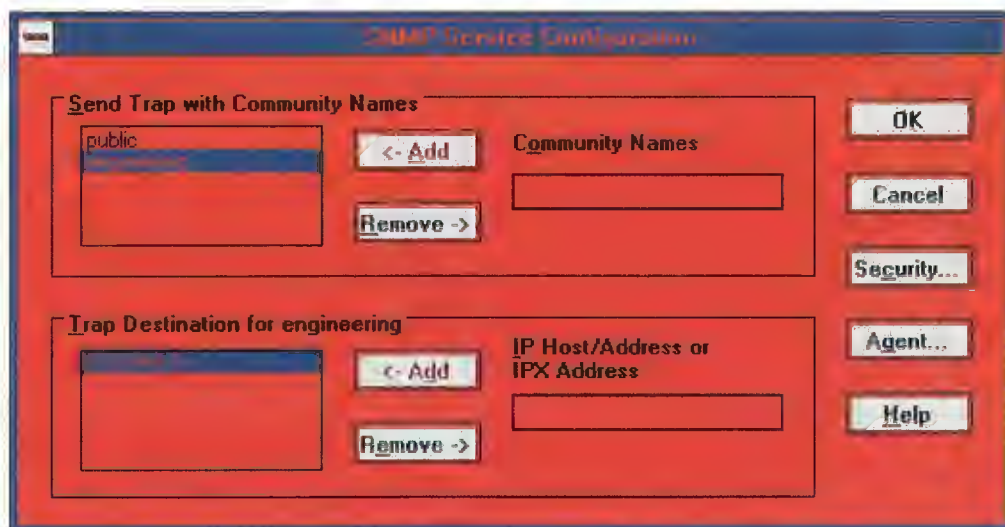 SNMP Service Configuration
Send Trap with Community Names
public
<- Add
Remove ->
Community Names
OK
Cancel
Security...
Agent...
Help
Trap Destination for engineering
<- Add
Remove ->
IP Host/Address or
IPX Address